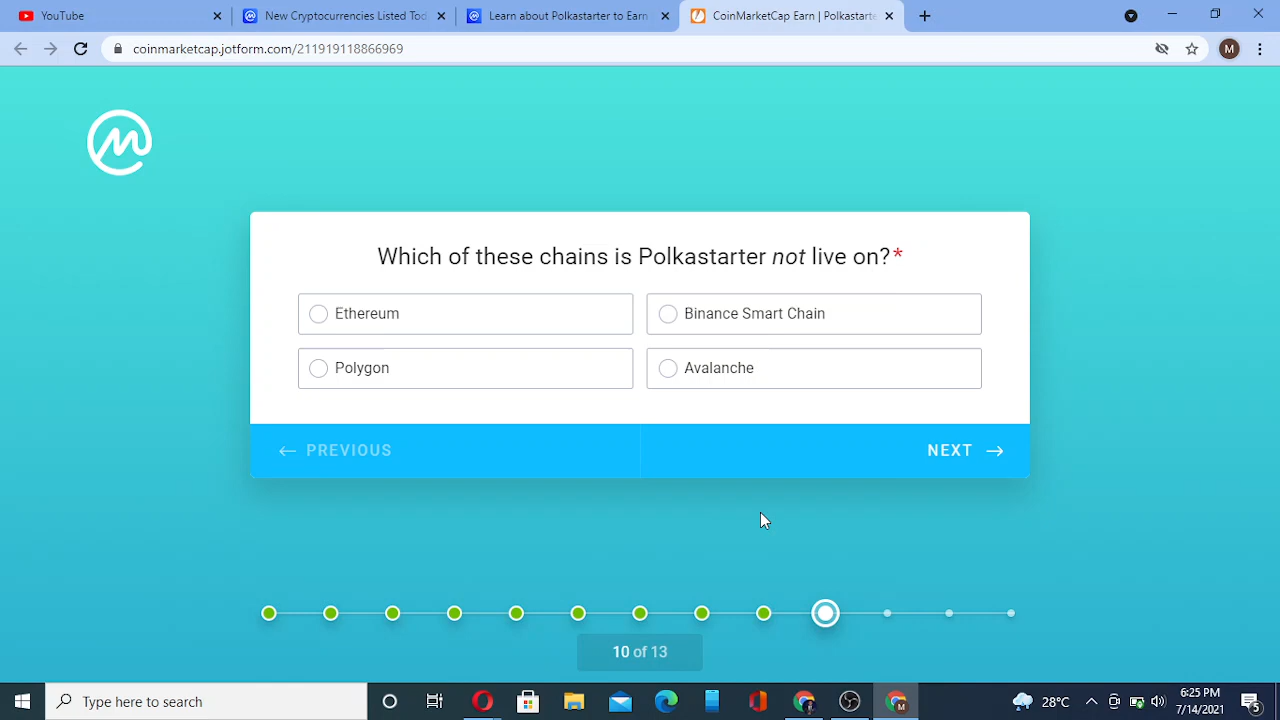 YouTube
New Cryptocurrencies Listed Tod
Learn about Polkastarter to Earn
CoinMarketCap Earn | Polkastarte
coinmarketcap.jotform.com/211919118866969
M
Which of these chains is Polkastarter not live on?*
Ethereum
Binance Smart Chain
Polygon
Avalanche
← PREVIOUS
NEXT →
10 of 13
Type here to search
28°C
6:25 PM
7/14/2021
5